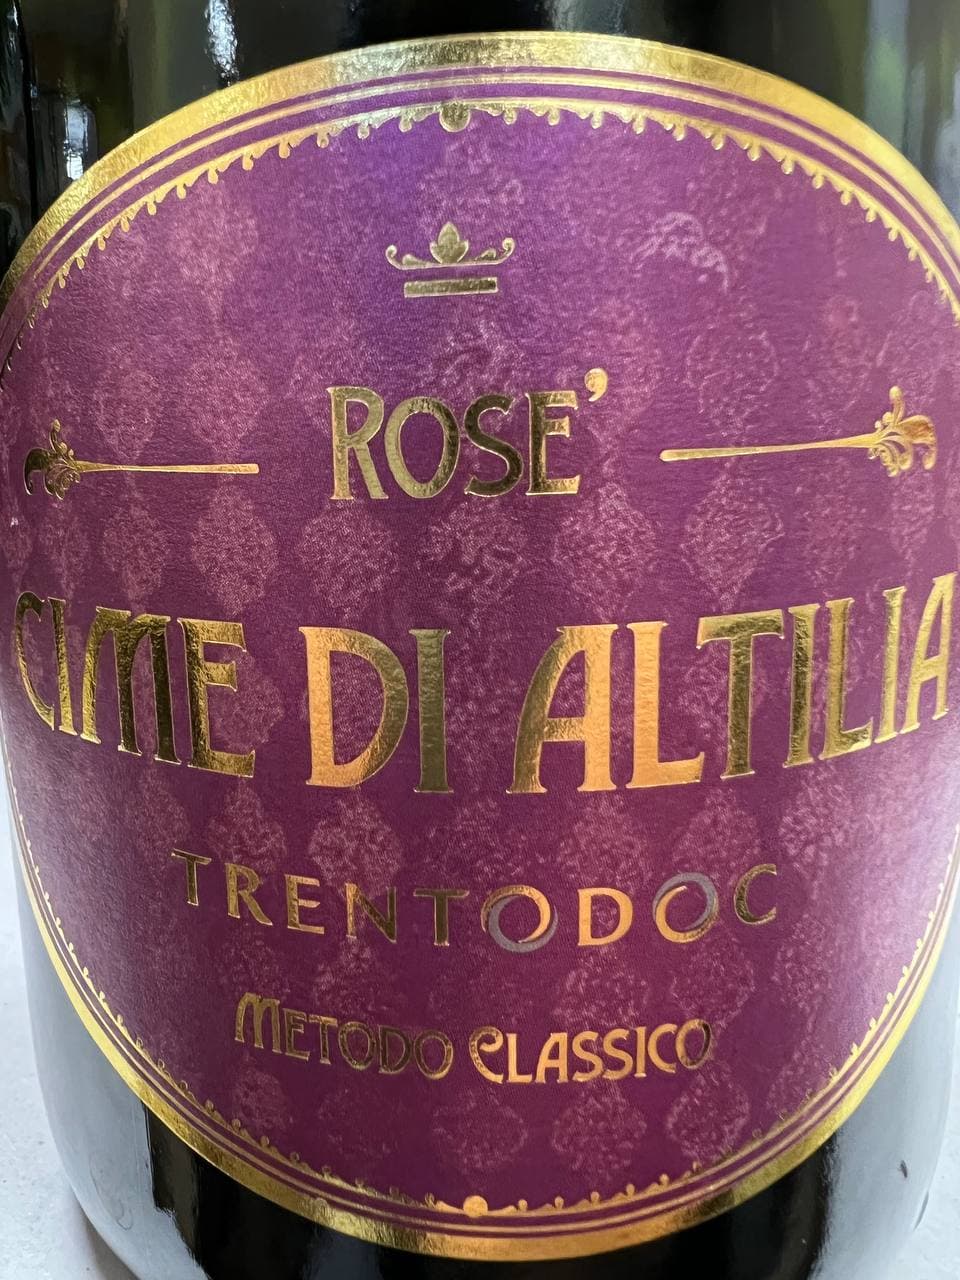 ROSE'
CIME DI ALTILIA
TRENTODOC
METODO CLASSICO